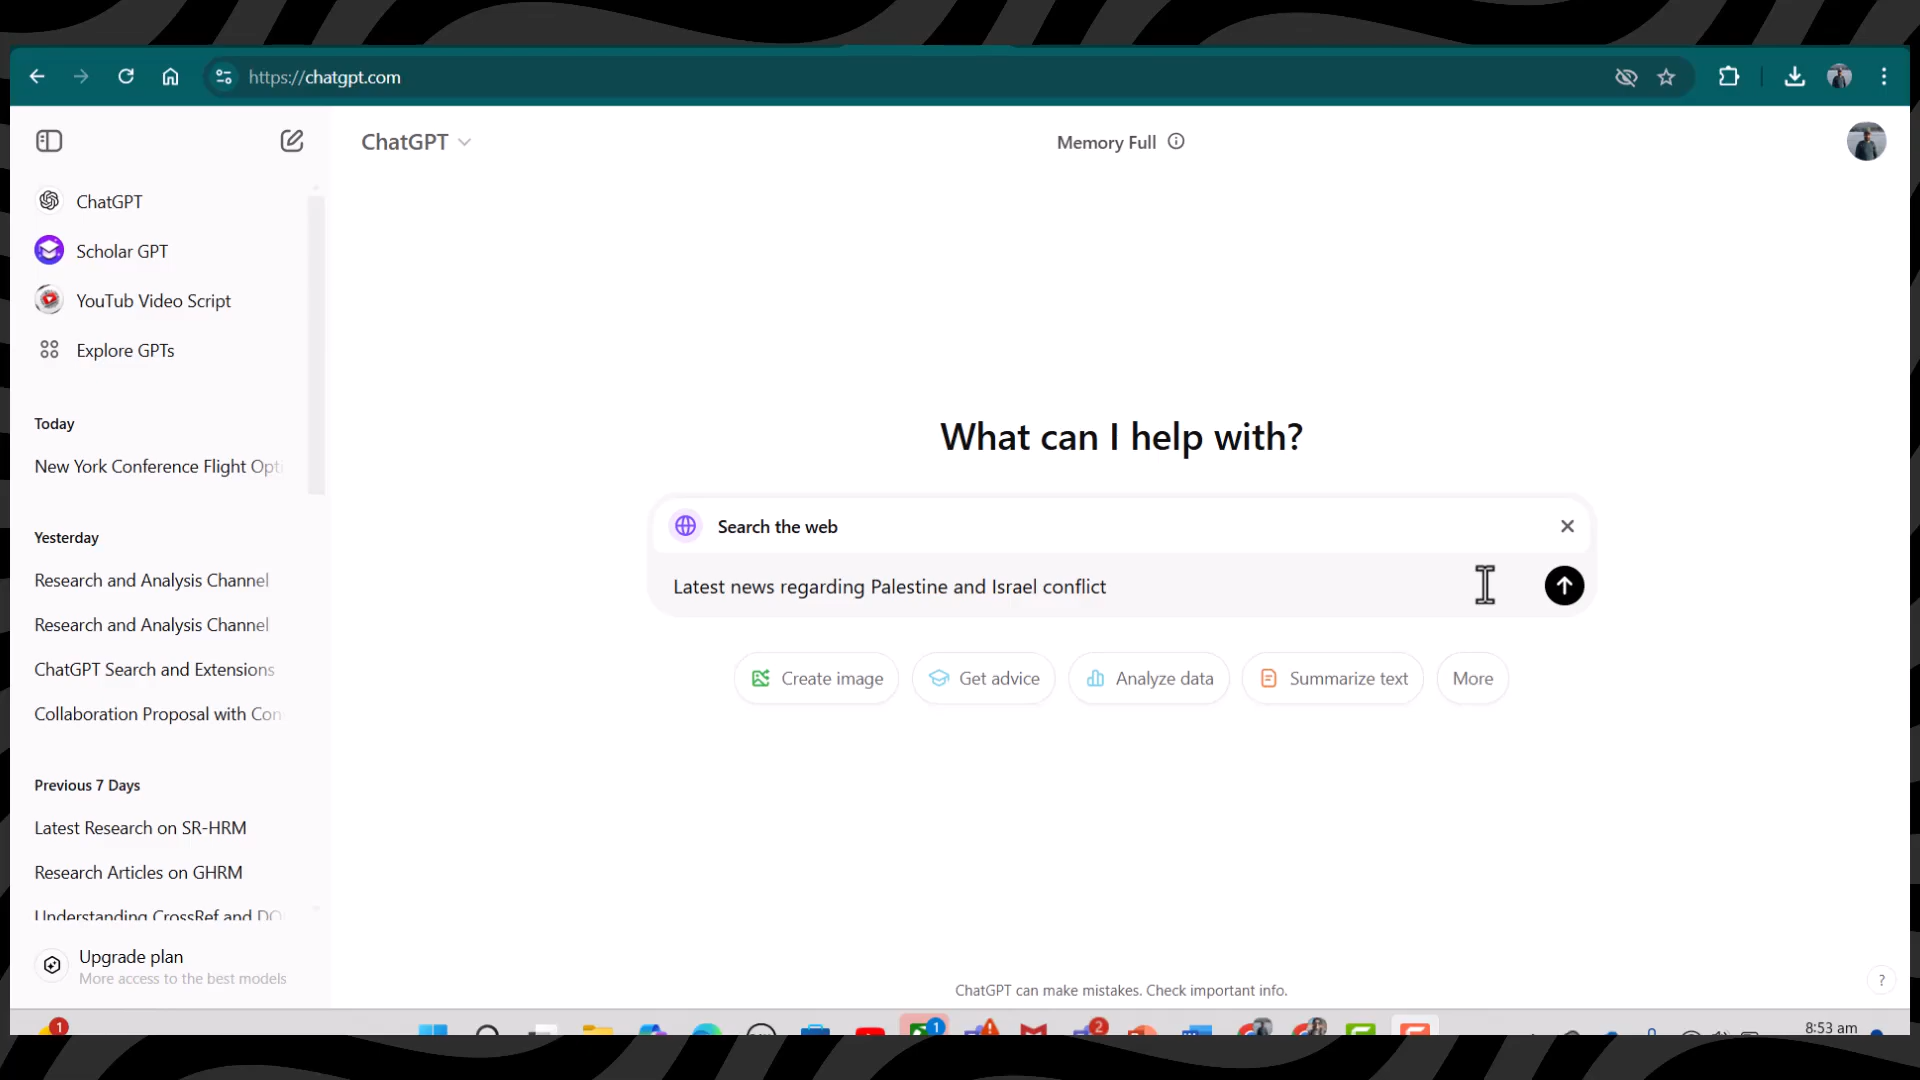 https://chatgpt.com
ChatGPT
Memory Full
ChatGPT
Scholar GPT
YouTub Video Script
Explore GPTs
Today
New York Conference Flight Opti
Yesterday
Research and Analysis Channel
Research and Analysis Channel
ChatGPT Search and Extensions
Collaboration Proposal with Con
Previous 7 Days
Latest Research on SR-HRM
Research Articles on GHRM
Understanding CrossRef and DO
Upgrade plan
More access to the best models
What can I help with?
Search the web
Latest news regarding Palestine and Israel conflict
Create image
Get advice
Analyze data
Summarize text
More
ChatGPT can make mistakes. Check important info.
?
1
1
2
8:53 am